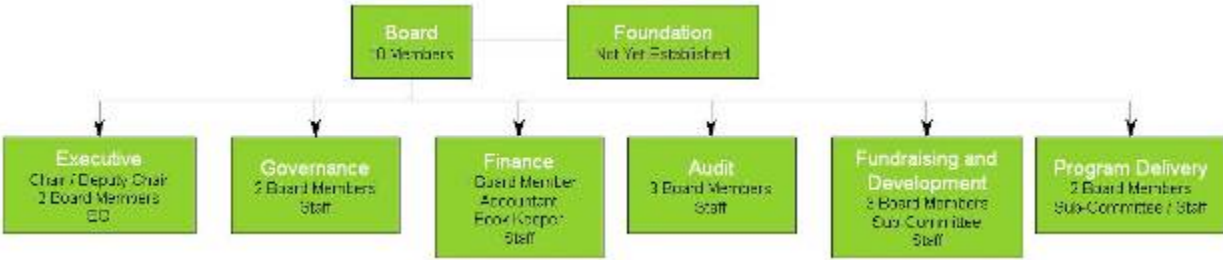 Board
10 Members
Foundation
Not Yet Established
Executive
Chair / Deputy Chair
2 Board Members
Governance
2 Board Members
Staff
Finance
Board Member
Accountant
Book Keeper
Staff
Audit
3 Board Members
Staff
Fundraising and
Development
3 Board Members
Sub-Committee
Staff
Program Delivery
2 Board Members
Sub-Committee / Staff